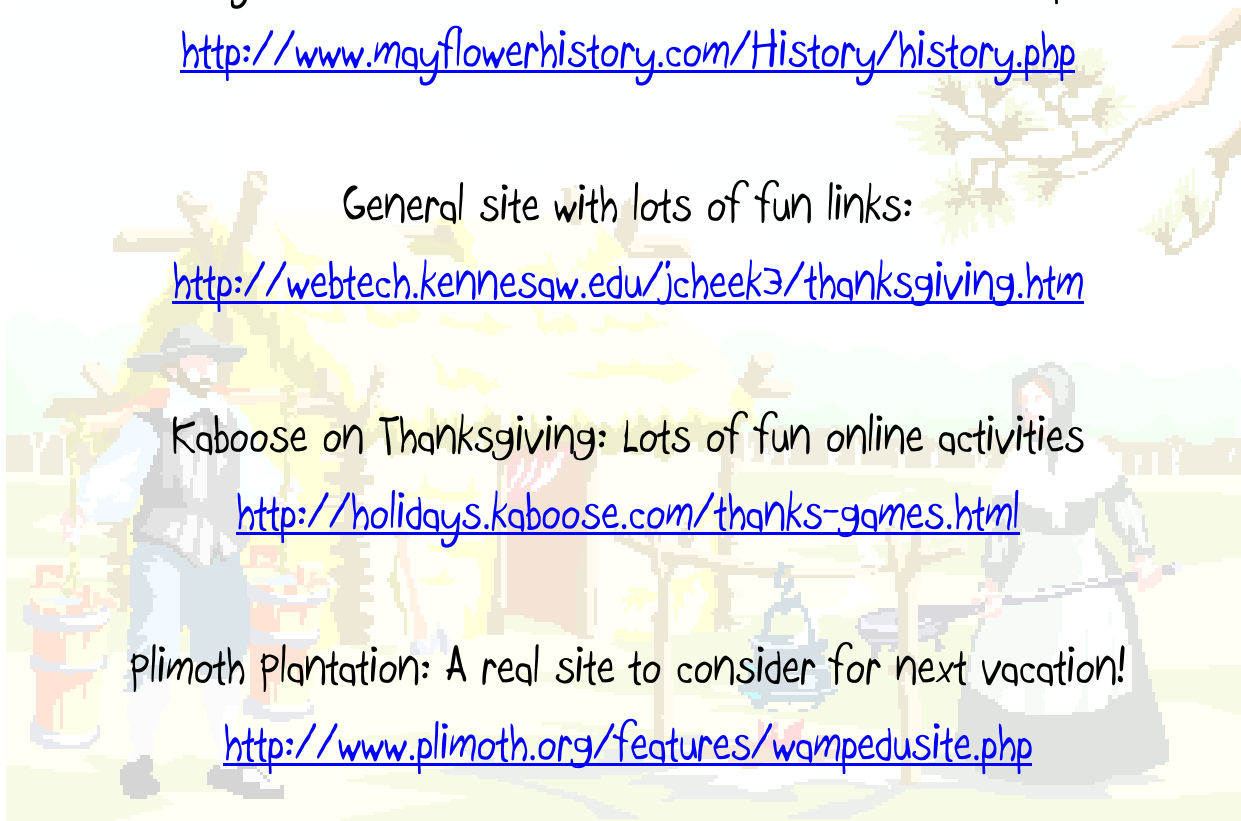 http://www.mayflowerhistory.com/History/history.php
General site with lots of fun links:
http://webtech.kennesaw.edu/jcheek3/thanksgiving.htm
Kaboose on Thanksgiving: Lots of fun online activities
http://holidays.kaboose.com/thanks-games.html
Plimoth Plantation: A real site to consider for next vacation!
http://www.plimoth.org/features/wampedusite.php